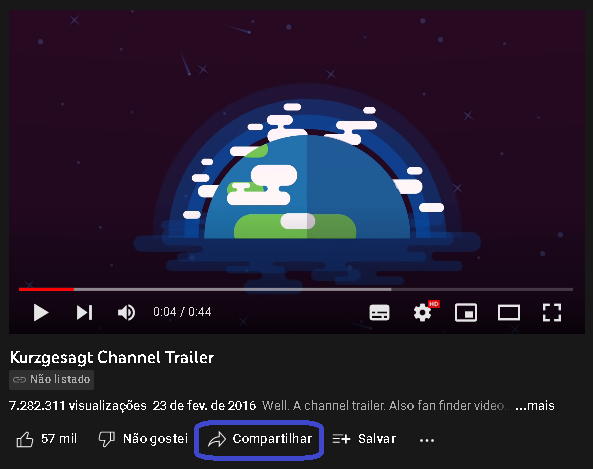 HD
0:04 / 0:44
Kurzgesagt Channel Trailer
Não listado
7.282.311 visualizações 23 de fev. de 2016 Well. A channel trailer. Also fan finder video. ...mais
57 mil Não gostei Compartilhar Salvar